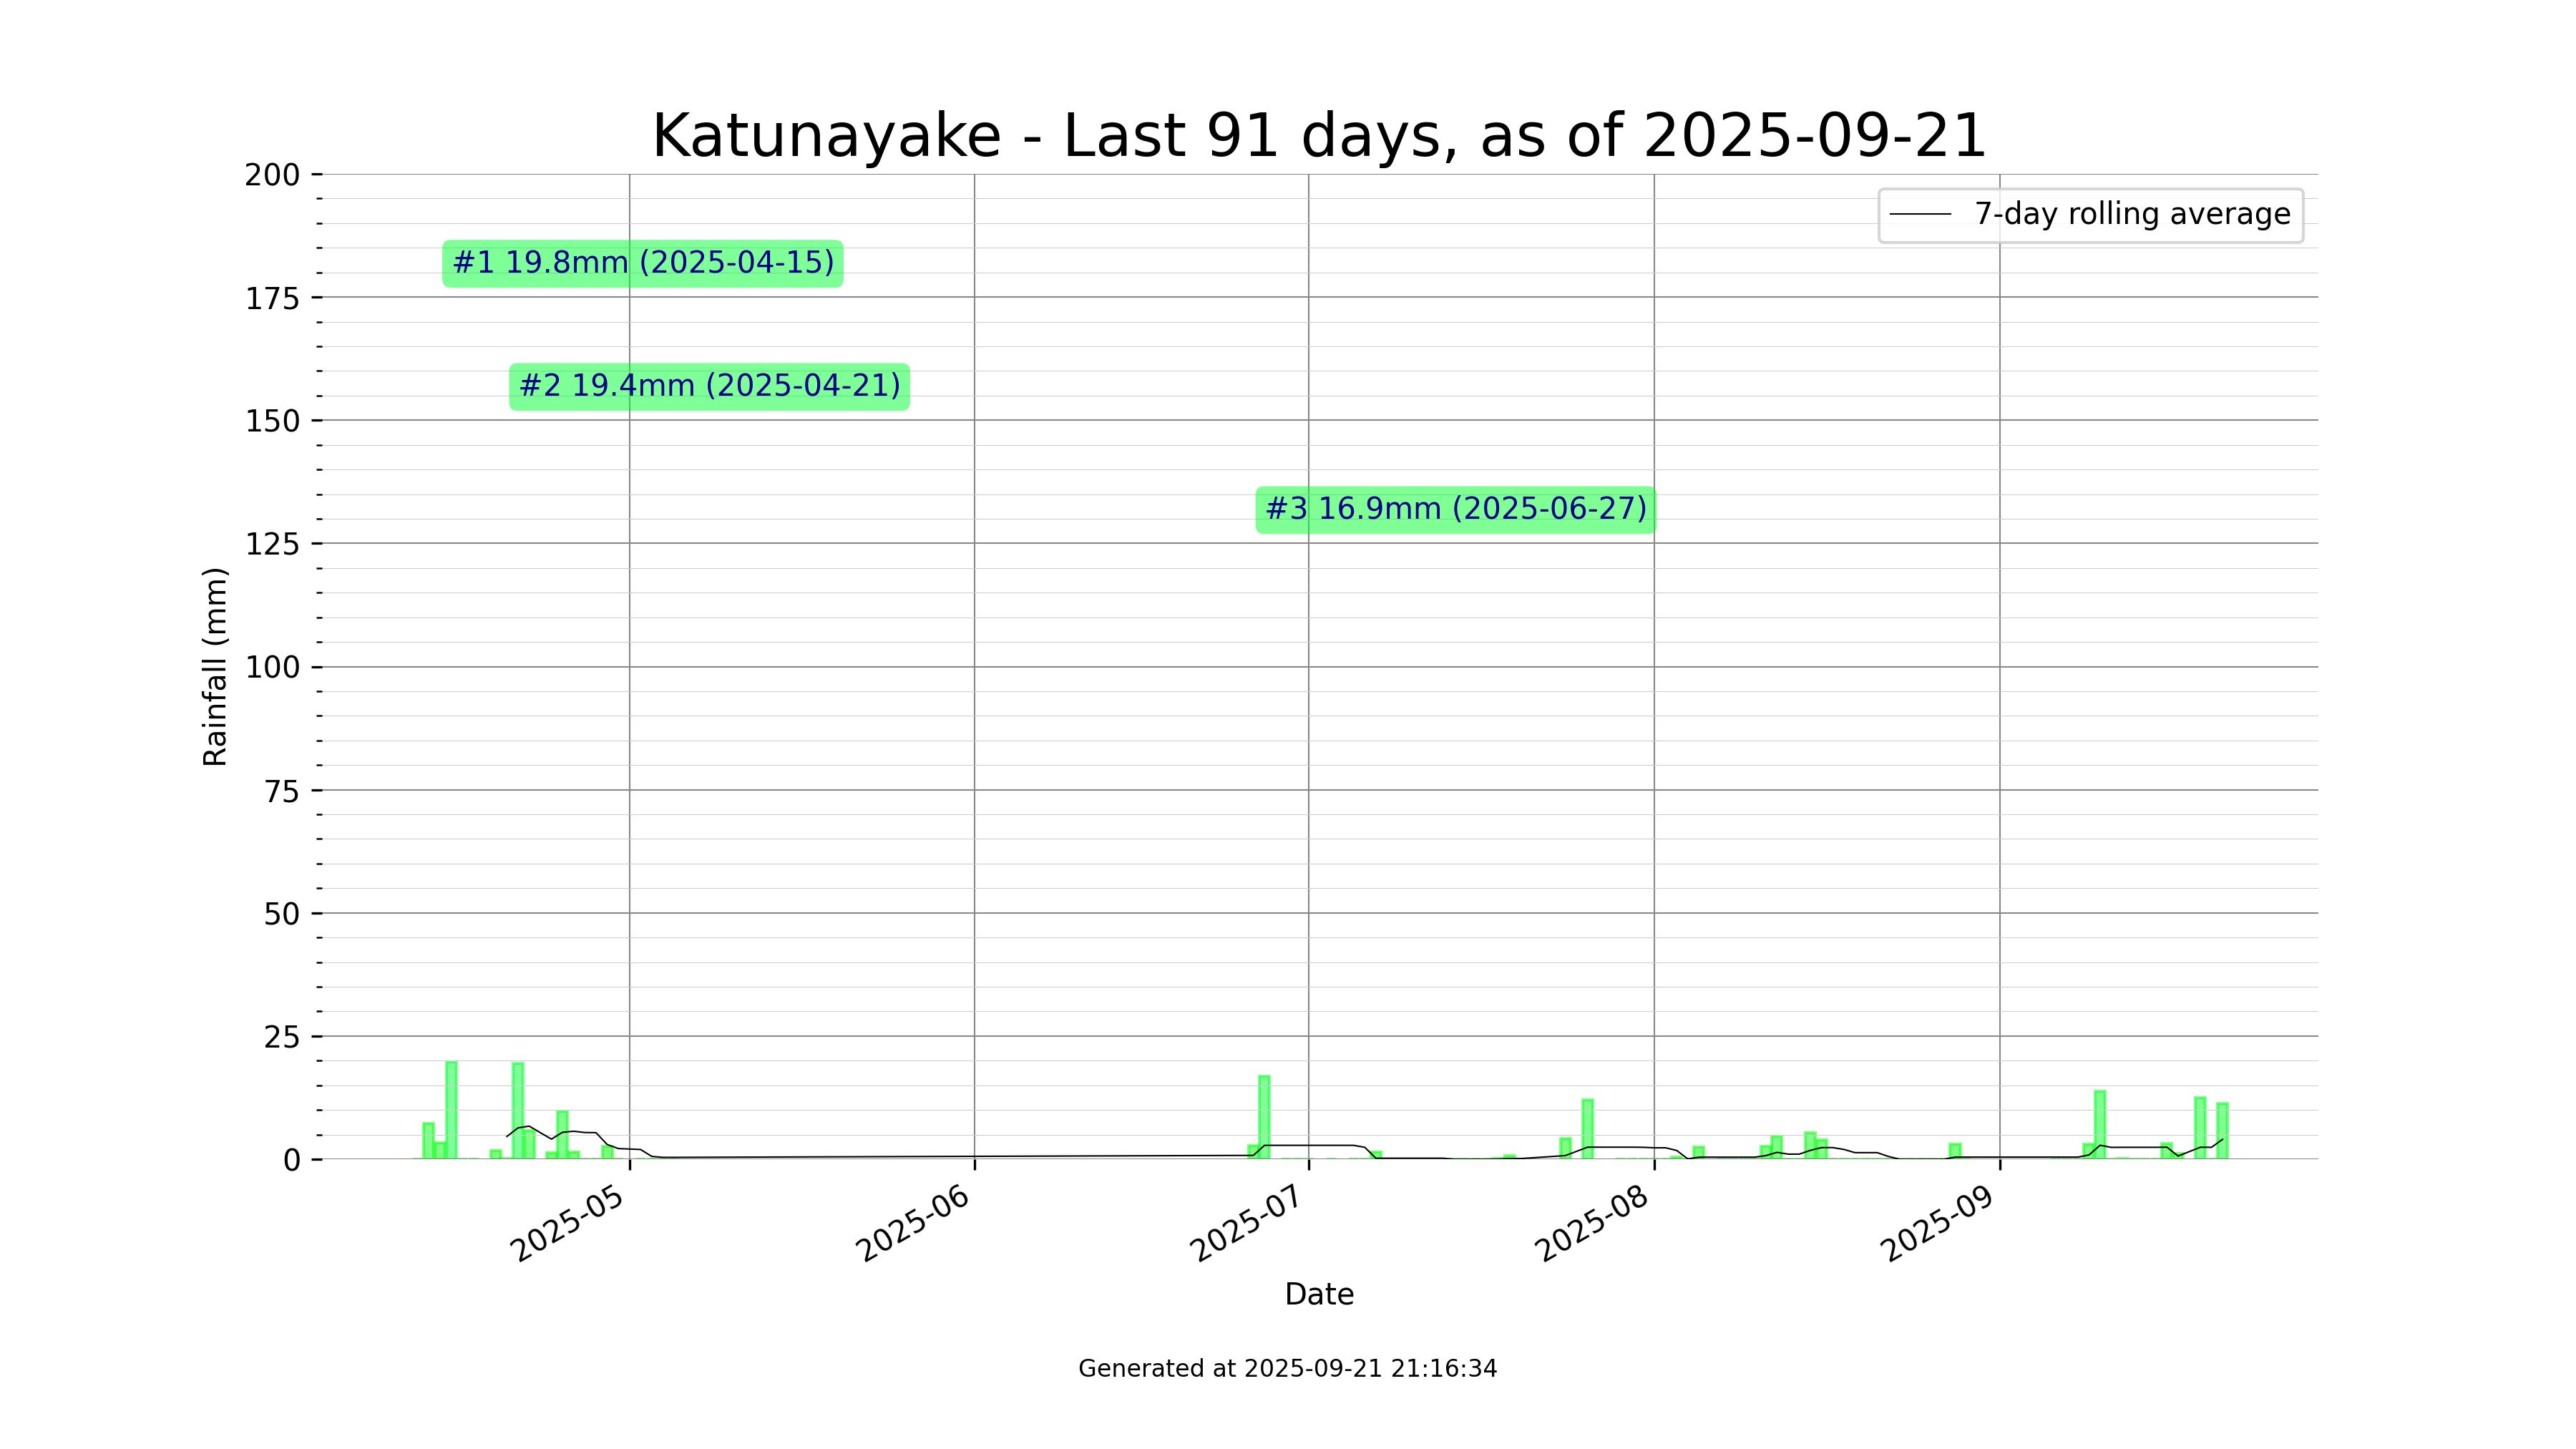 Katunayake - Last 91 days, as of 2025-09-21
7-day rolling average
#1 19.8mm (2025-04-15)
#2 19.4mm (2025-04-21)
#3 16.9mm (2025-06-27)
Rainfall (mm)
200
175
150
125
100
75
50
25
0
2025-05
2025-06
2025-07
2025-08
2025-09
Date
Generated at 2025-09-21 21:16:34